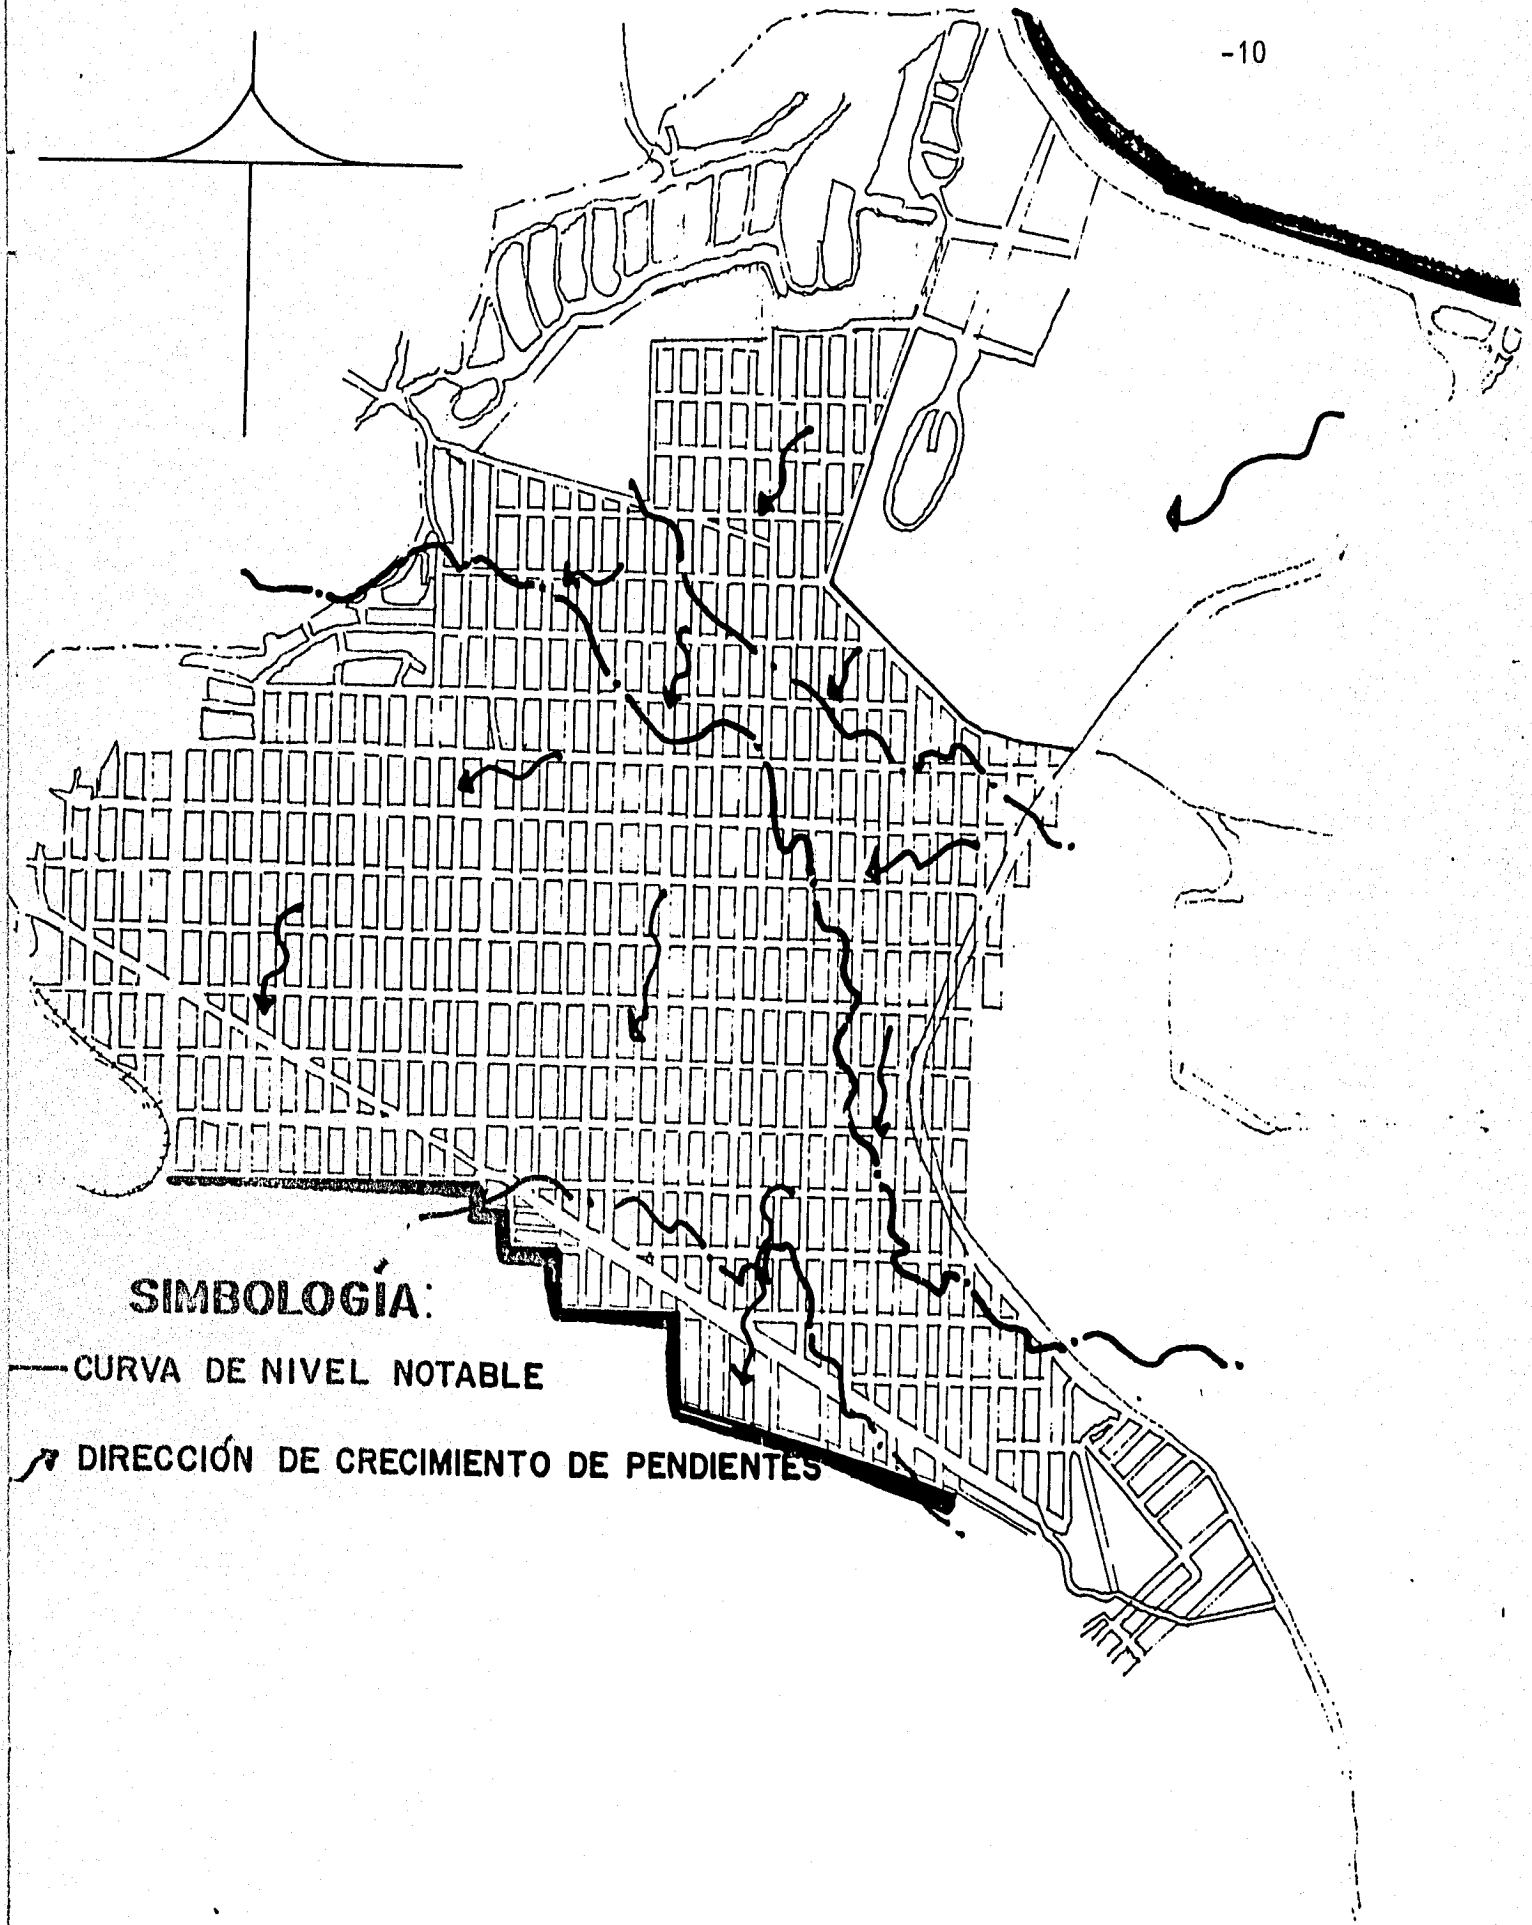 -10
SIMBOLOGÍA:
CURVA DE NIVEL NOTABLE
DIRECCIÓN DE CRECIMIENTO DE PENDIENTES